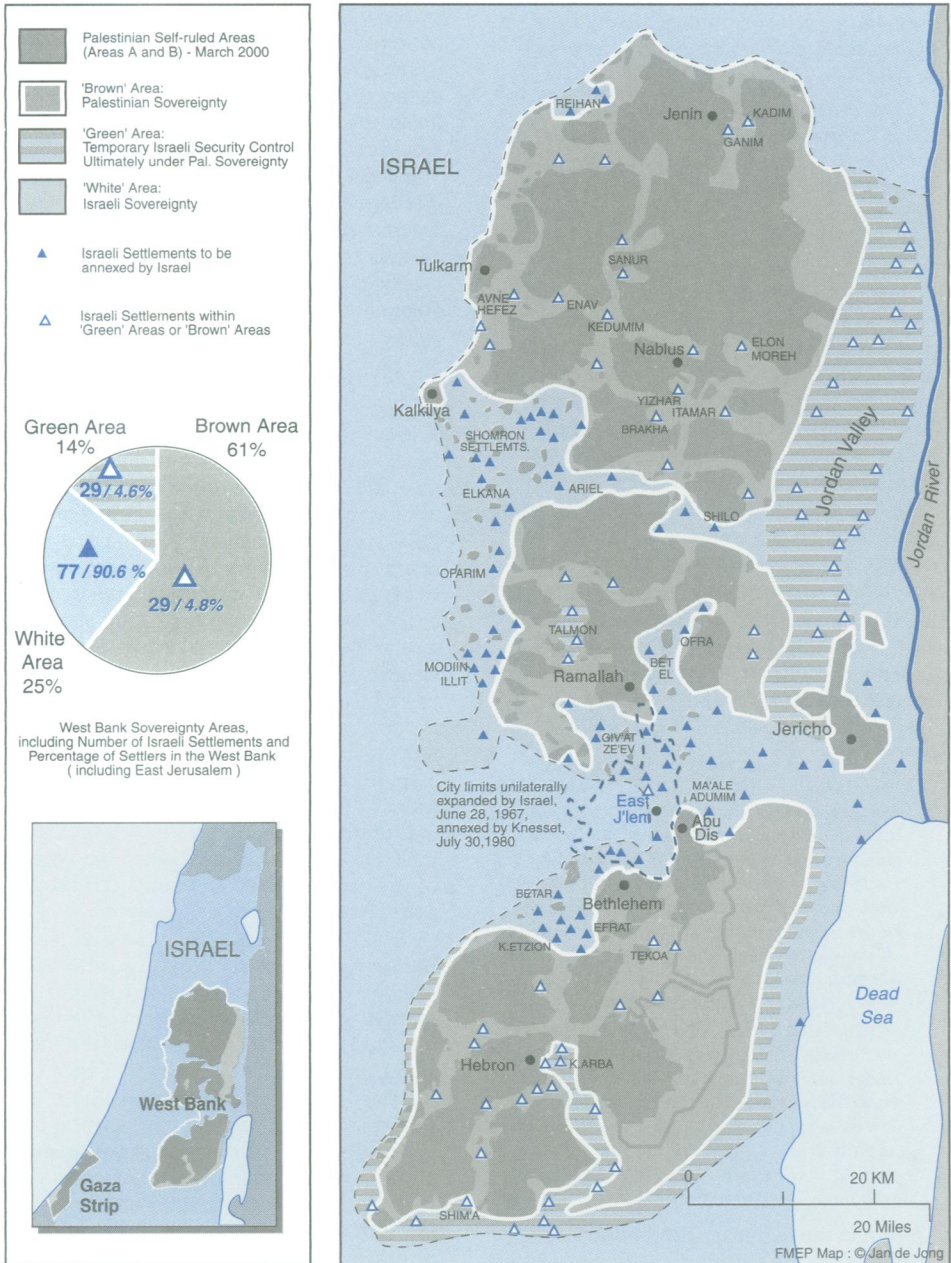 Palestinian Self-ruled Areas
(Areas A and B) - March 2000
'Brown' Area:
Palestinian Sovereignty
'Green' Area:
Temporary Israeli Security Control
Ultimately under Pal. Sovereignty
'White' Area:
Israeli Sovereignty
Israeli Settlements to be
annexed by Israel
Israeli Settlements within
'Green' Areas or 'Brown' Areas
Green Area
14%
Brown Area
61%
29 / 4.6%
77 / 90.6 %
29 / 4.8%
White
Area
25%
West Bank Sovereignty Areas,
including Number of Israeli Settlements and
Percentage of Settlers in the West Bank
( including East Jerusalem )
ISRAEL
West Bank
Gaza
Strip
REIHAN
Jenin
KADIM
GANIM
ISRAEL
SANUR
Tulkarm
AVNE
HEFEZ
ENAV
KEDUMIM
Nablus
ELON
MOREH
YIZHAR
ITAMAR
BRAKHA
Kalkilya
SHOMRON
SETTLEMTS.
ELKANA
ARIEL
SHILO
Jordan Valley
Jordan River
OFARIM
TALMON
OFRA
BET
EL
MODIIN
ILLIT
Ramallah
Jericho
GIV'AT
ZE'EV
City limits unilaterally
expanded by Israel,
June 28, 1967,
annexed by Knesset,
July 30,1980
East
J'lem
MA'ALE
ADUMIM
Abu
Dis
BETAR
Bethlehem
EFRAT
K.ETZION
TEKOA
Dead
Sea
Hebron
K.ARBA
SHIM'A
0
20 KM
20 Miles
FMEP Map : © Jan de Jong